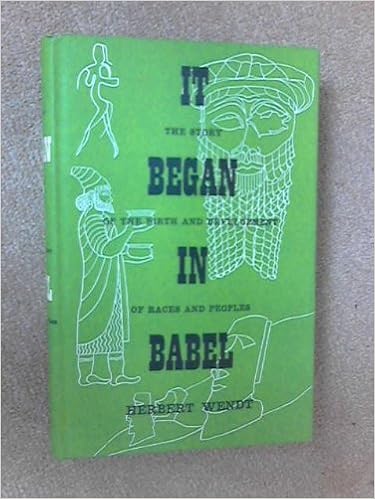 IT
THE STORY
BEGAN
OF THE BIRTH AND DEVELOPMENT
IN
OF RACES AND PEOPLES
BABEL
HERBERT WENDT